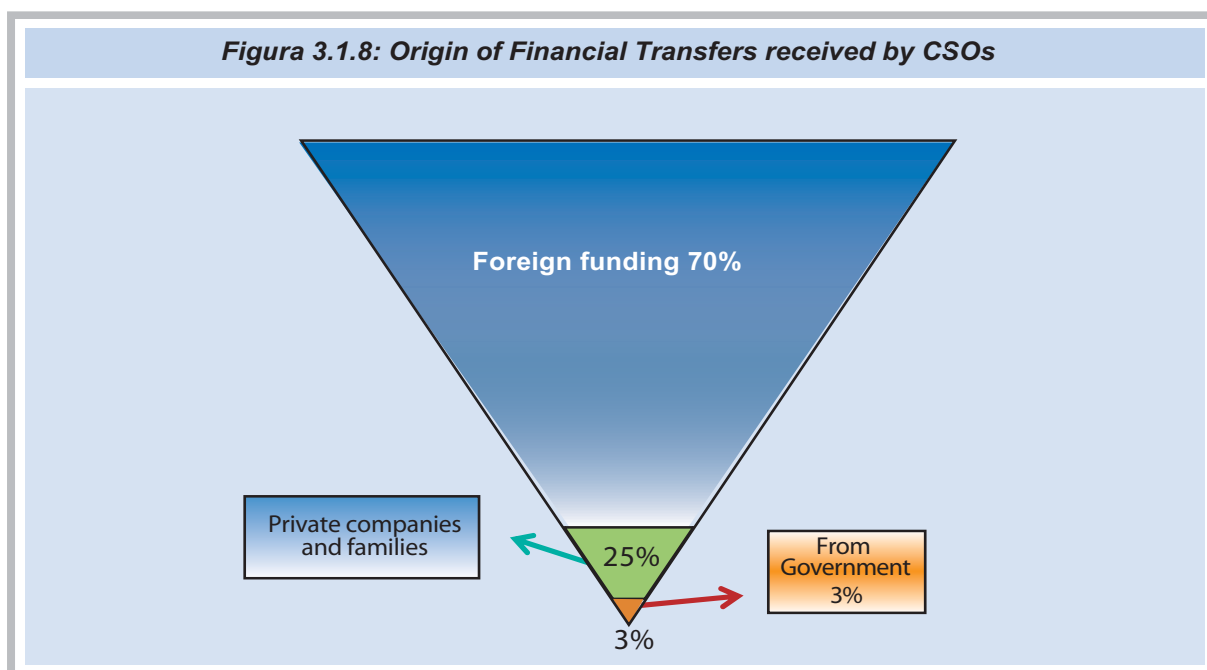 Figura 3.1.8: Origin of Financial Transfers received by CSOs
Foreign funding 70%
Private companies
and families
25%
From
Government
3%
3%